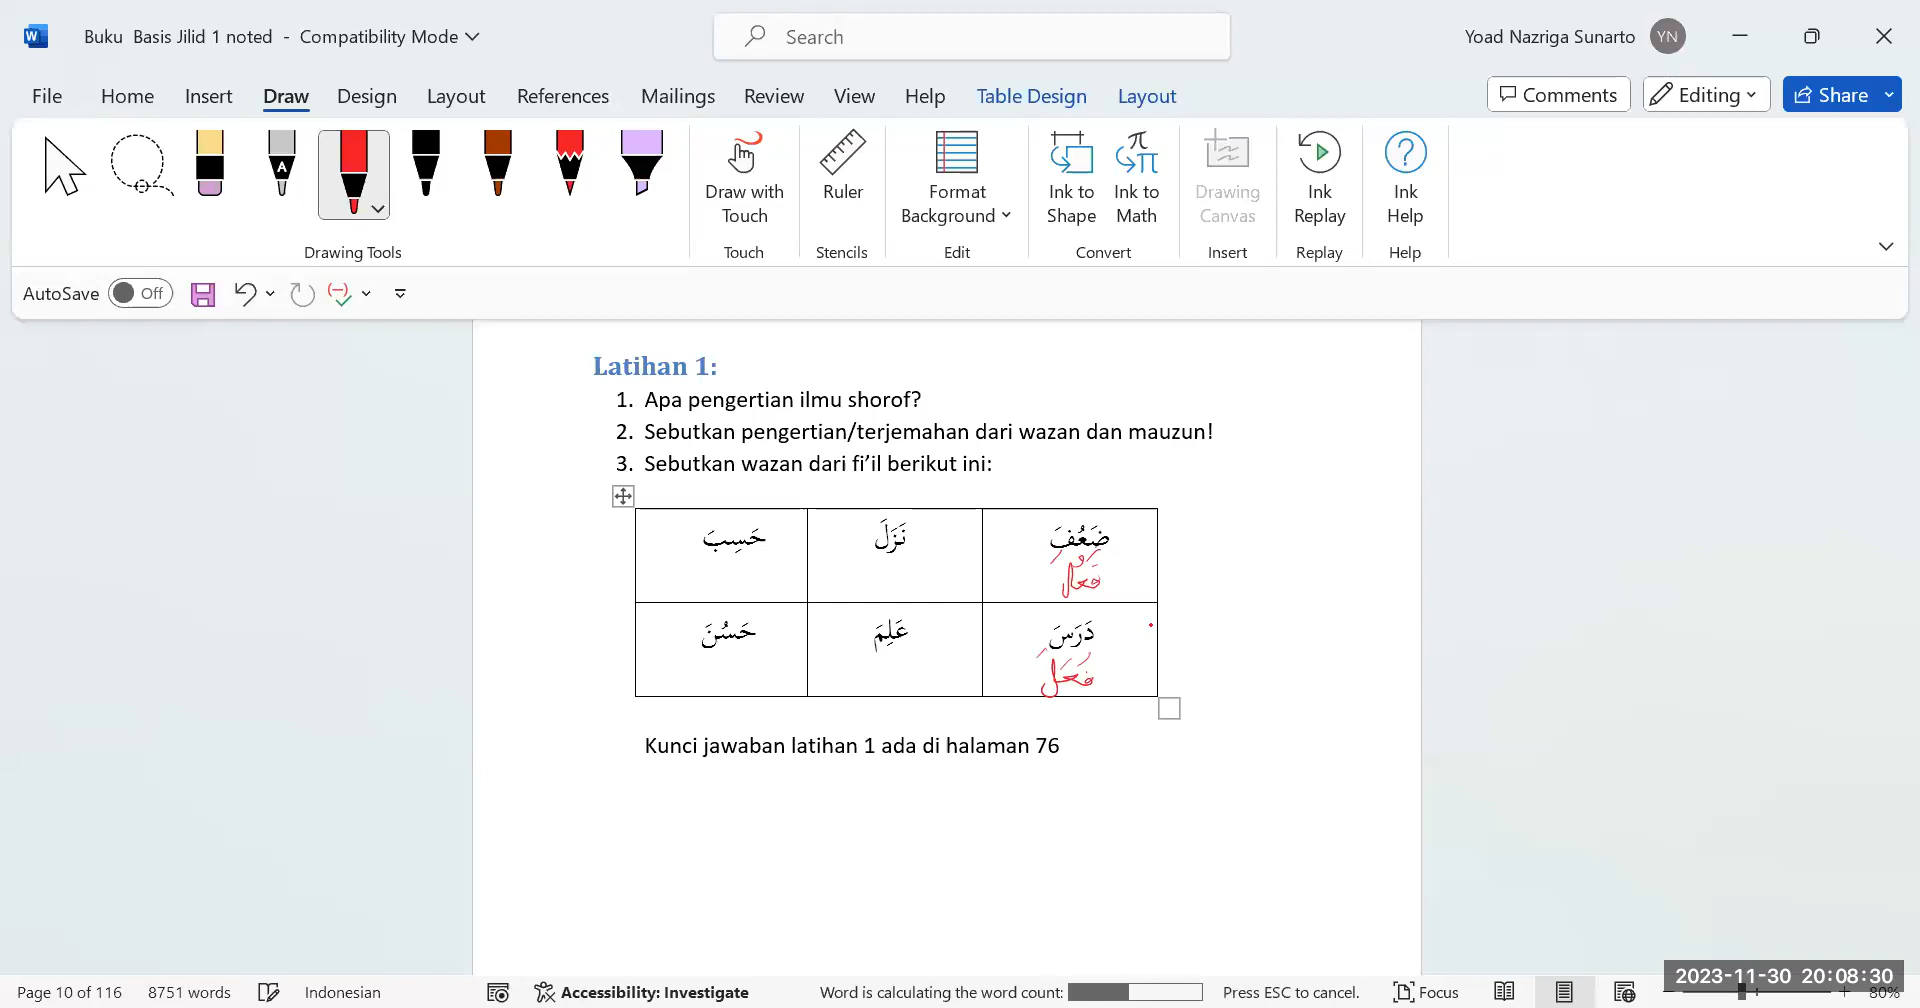 Buku Basis Jilid 1 noted - Compatibility Mode
Search
Yoad Nazriga Sunarto YN
File Home Insert Draw Design Layout References Mailings Review View Help Table Design Layout
Comments Editing Share
A
Draw with Touch
Ruler
Format Background
Ink to Shape
Ink to Math
Drawing Canvas
Ink Replay
Ink Help
Drawing Tools Touch Stencils Edit Convert Insert Replay Help
AutoSave Off
Latihan 1:
1. Apa pengertian ilmu shorof?
2. Sebutkan pengertian/terjemahan dari wazan dan mauzun!
3. Sebutkan wazan dari fi’il berikut ini:
ضَعُفَ نَزَلَ حَسِبَ
فَعُلَ
دَرَسَ عَلِمَ حَسُنَ
فَعَلَ
Kunci jawaban latihan 1 ada di halaman 76
Page 10 of 116 8751 words Indonesian Accessibility: Investigate Word is calculating the word count: Press ESC to cancel. Focus 80%
2023-11-30 20:08:30